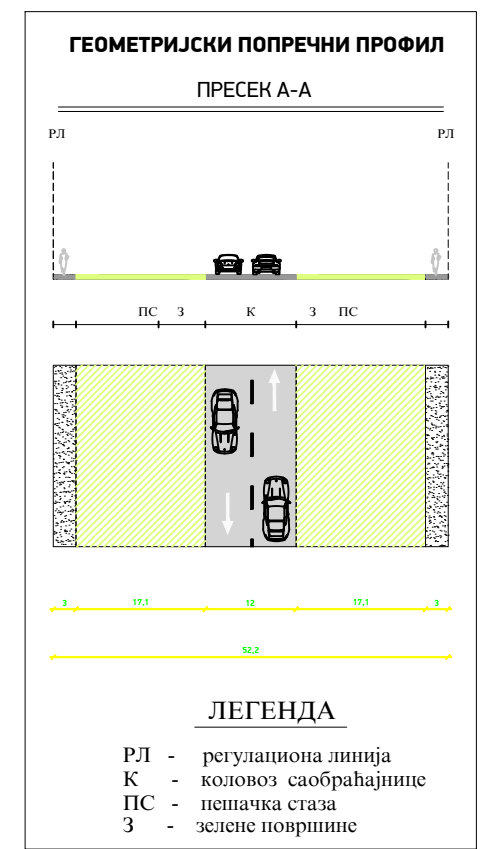 ГЕОМЕТРИЈСКИ ПОПРЕЧНИ ПРОФИЛ
ПРЕСЕК А-А
РЛ РЛ
ПС З К З ПС
3 17,1 12 17,1 3
52,2
ЛЕГЕНДА
РЛ - регулациона линија
К - коловоз саобраћајнице
ПС - пешачка стаза
З - зелене површине